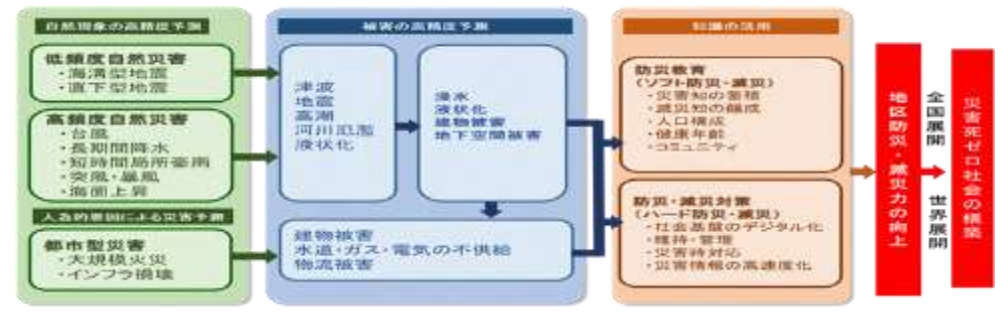 自然現象の高精度予測
低頻度自然災害
・海溝型地震
・直下型地震
高頻度自然災害
・台風
・長期間降水
・短時間局所豪雨
・突風・暴風
・海面上昇
人為的要因による災害予測
都市型災害
・大規模火災
・インフラ損壊
被害の高精度予測
津波
地震
高潮
河川氾濫
液状化
浸水
液状化
建物被害
地下空間被害
建物被害
水道・ガス・電気の不供給
物流被害
知識の活用
防災教育
(ソフト防災・減災)
・災害知の蓄積
・減災知の醸成
・人口構成
・健康年齢
・コミュニティ
防災・減災対策
(ハード防災・減災)
・社会基盤のデジタル化
・維持・管理
・災害時対応
・災害情報の高速度化
地区防災・減災力の向上
全国展開
世界展開
災害死ゼロ社会の構築